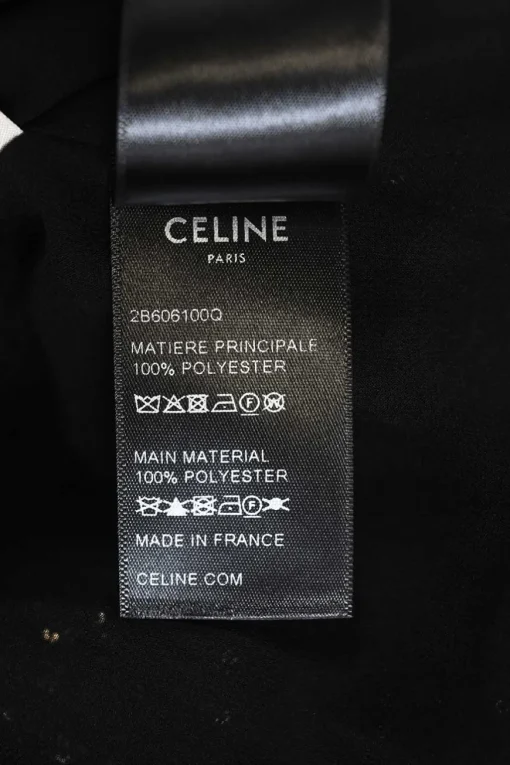 CELINE
PARIS
2B606100Q
MATIERE PRINCIPALE
100% POLYESTER
MAIN MATERIAL
100% POLYESTER
MADE IN FRANCE
CELINE.COM